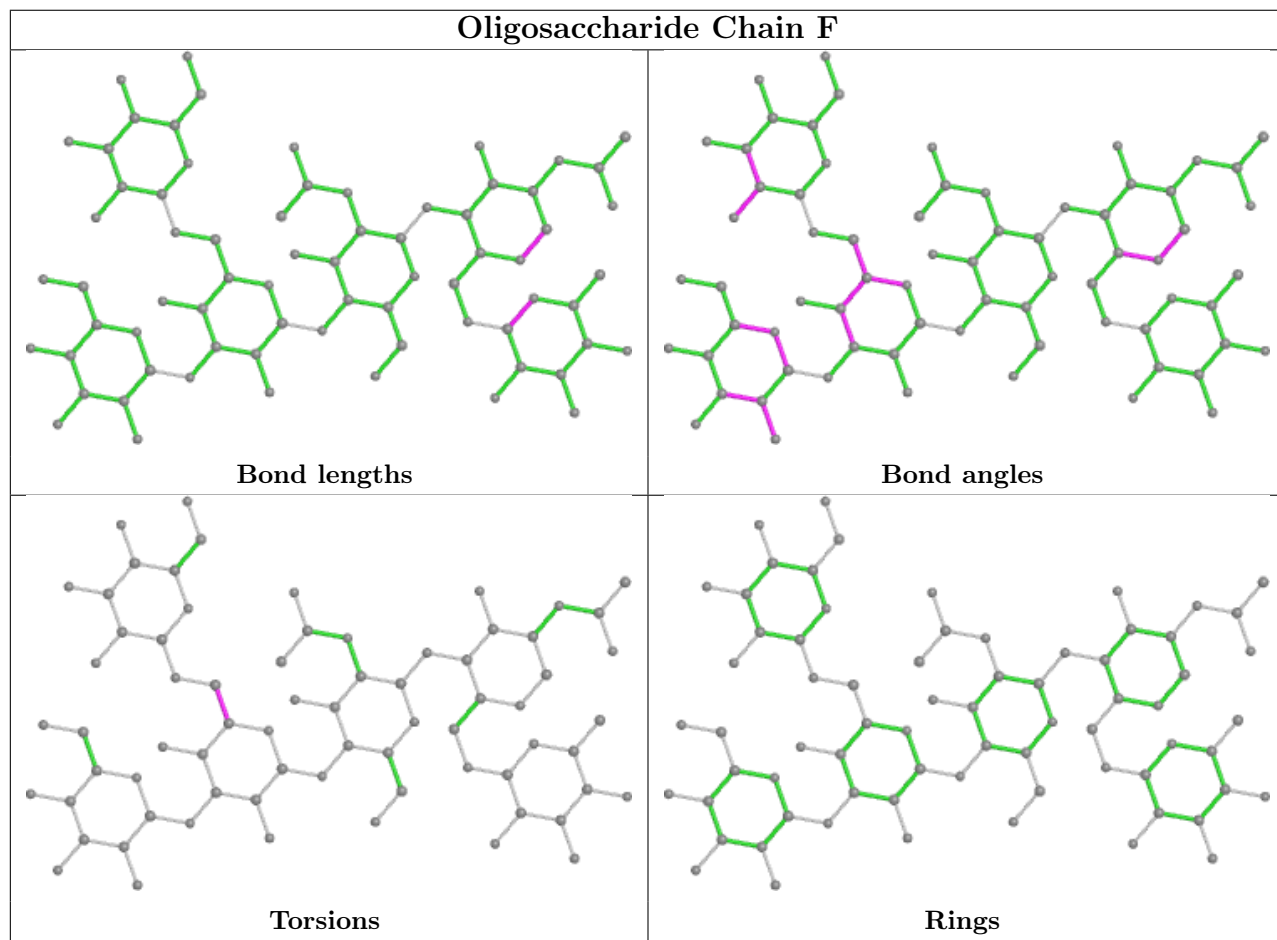 Oligosaccharide Chain F
Bond lengths
Bond angles
Torsions
Rings